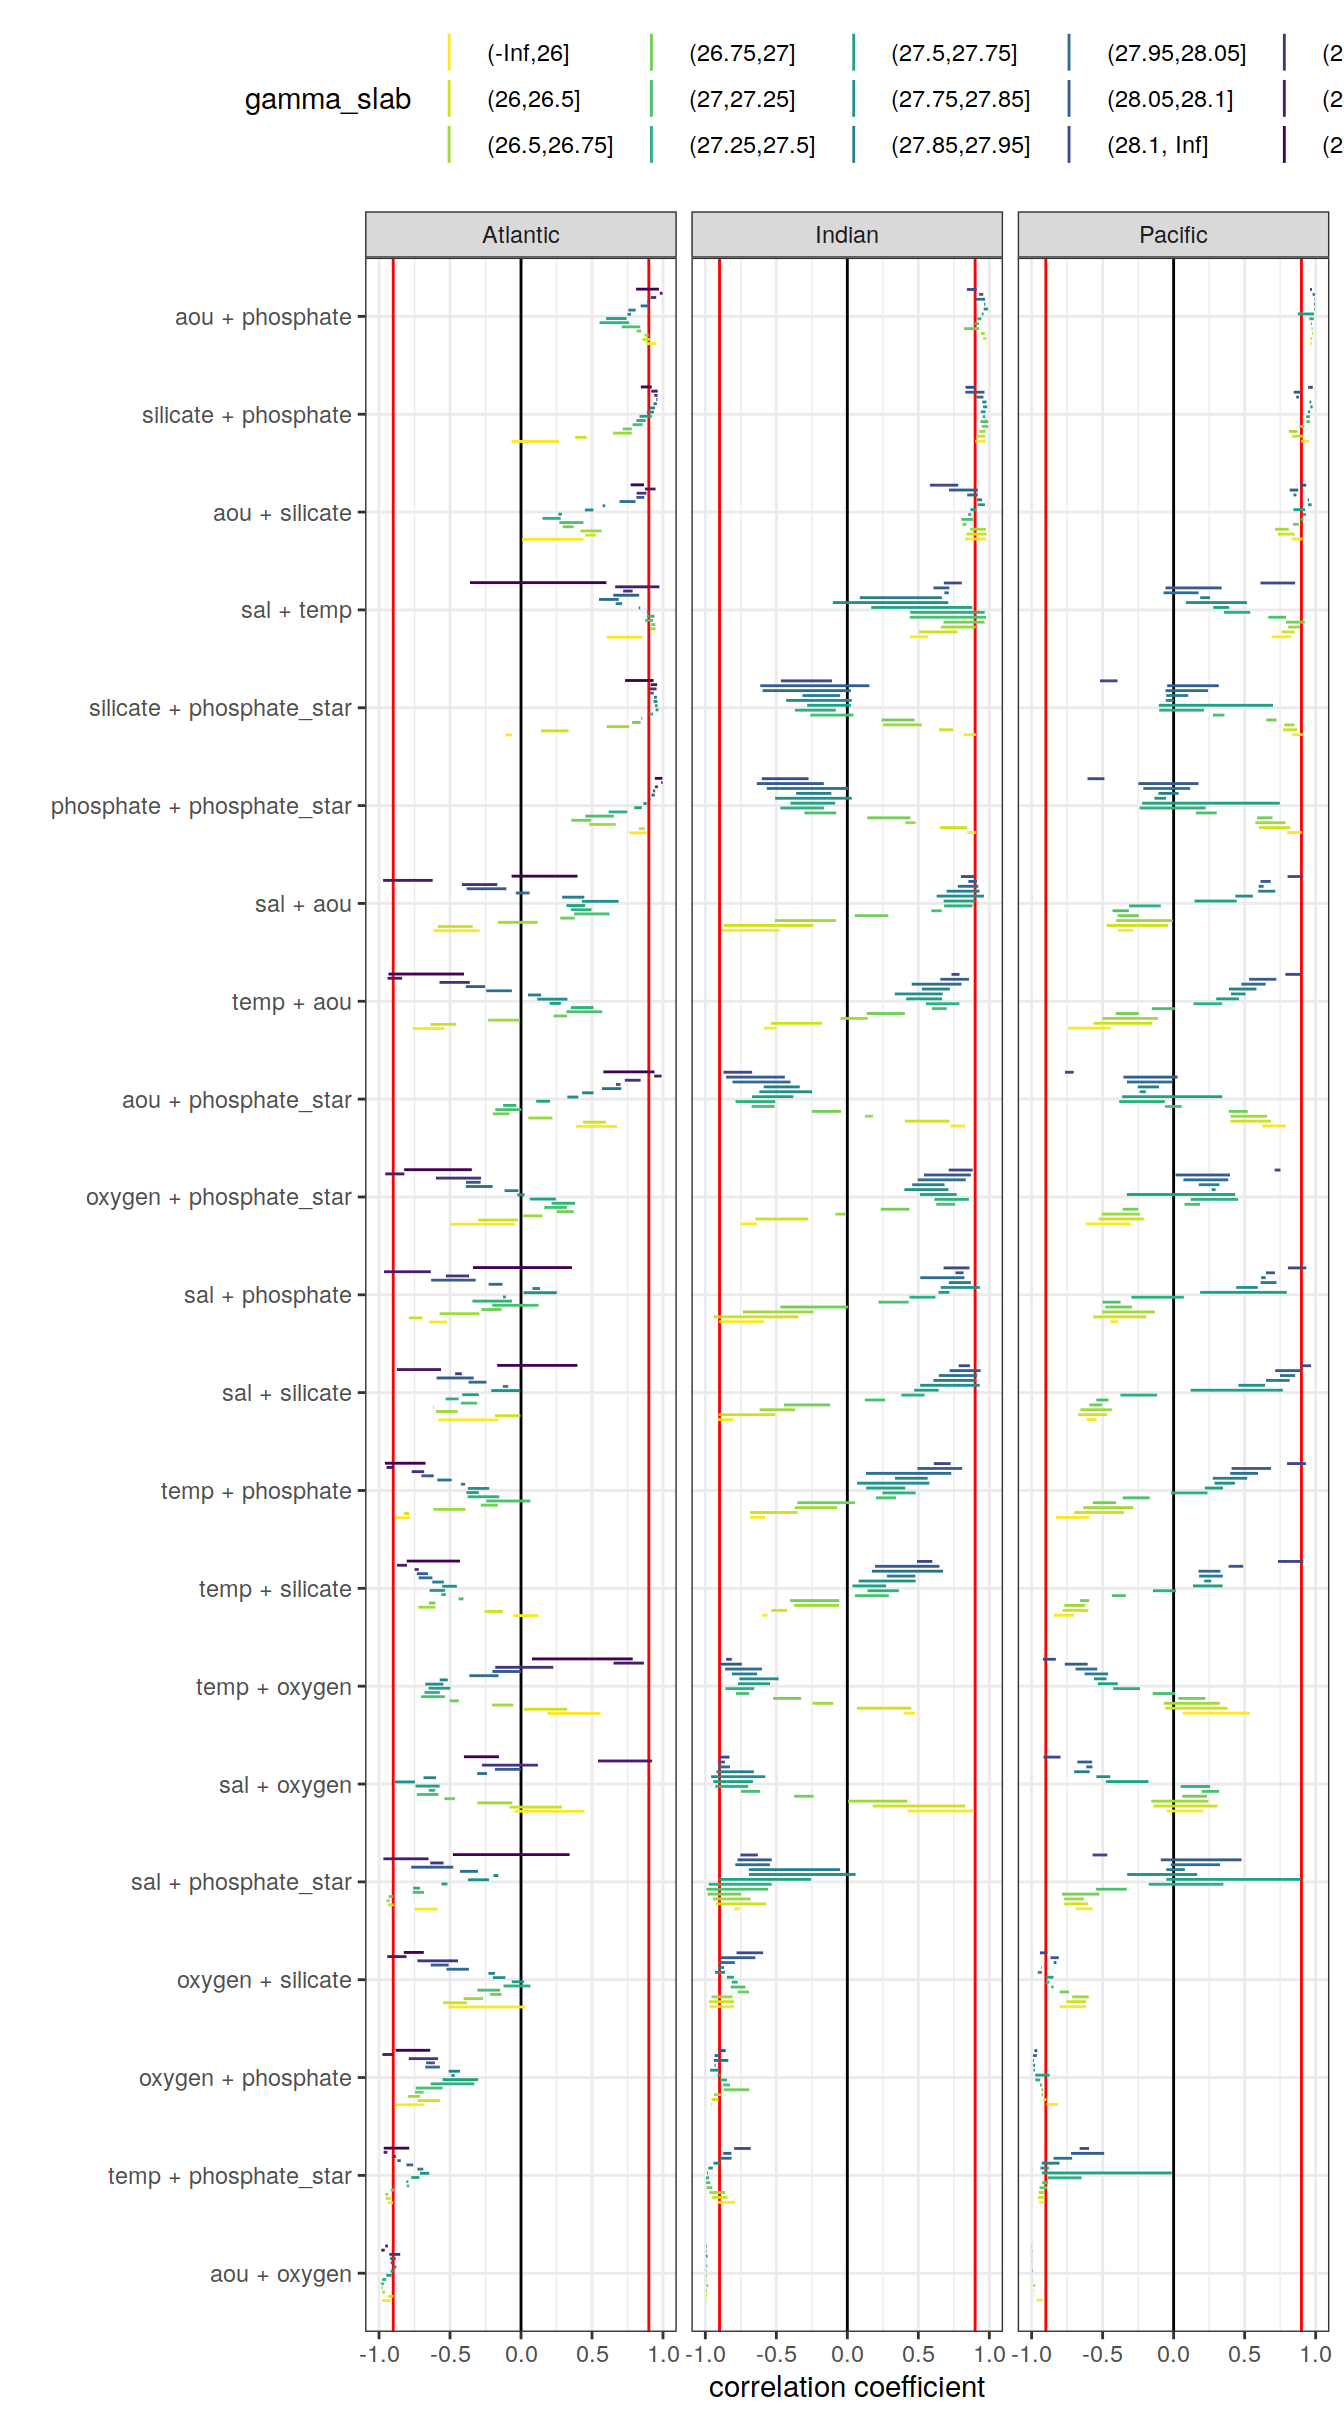 gamma_slab
(-Inf,26] (26.75,27] (27.5,27.75] (27.95,28.05] (2
(26,26.5] (27,27.25] (27.75,27.85] (28.05,28.1] (2
(26.5,26.75] (27.25,27.5] (27.85,27.95] (28.1, Inf] (2
Atlantic Indian Pacific
aou + phosphate
silicate + phosphate
aou + silicate
sal + temp
silicate + phosphate_star
phosphate + phosphate_star
sal + aou
temp + aou
aou + phosphate_star
oxygen + phosphate_star
sal + phosphate
sal + silicate
temp + phosphate
temp + silicate
temp + oxygen
sal + oxygen
sal + phosphate_star
oxygen + silicate
oxygen + phosphate
temp + phosphate_star
aou + oxygen
-1.0 -0.5 0.0 0.5 1.0 -1.0 -0.5 0.0 0.5 1.0 -1.0 -0.5 0.0 0.5 1.0
correlation coefficient